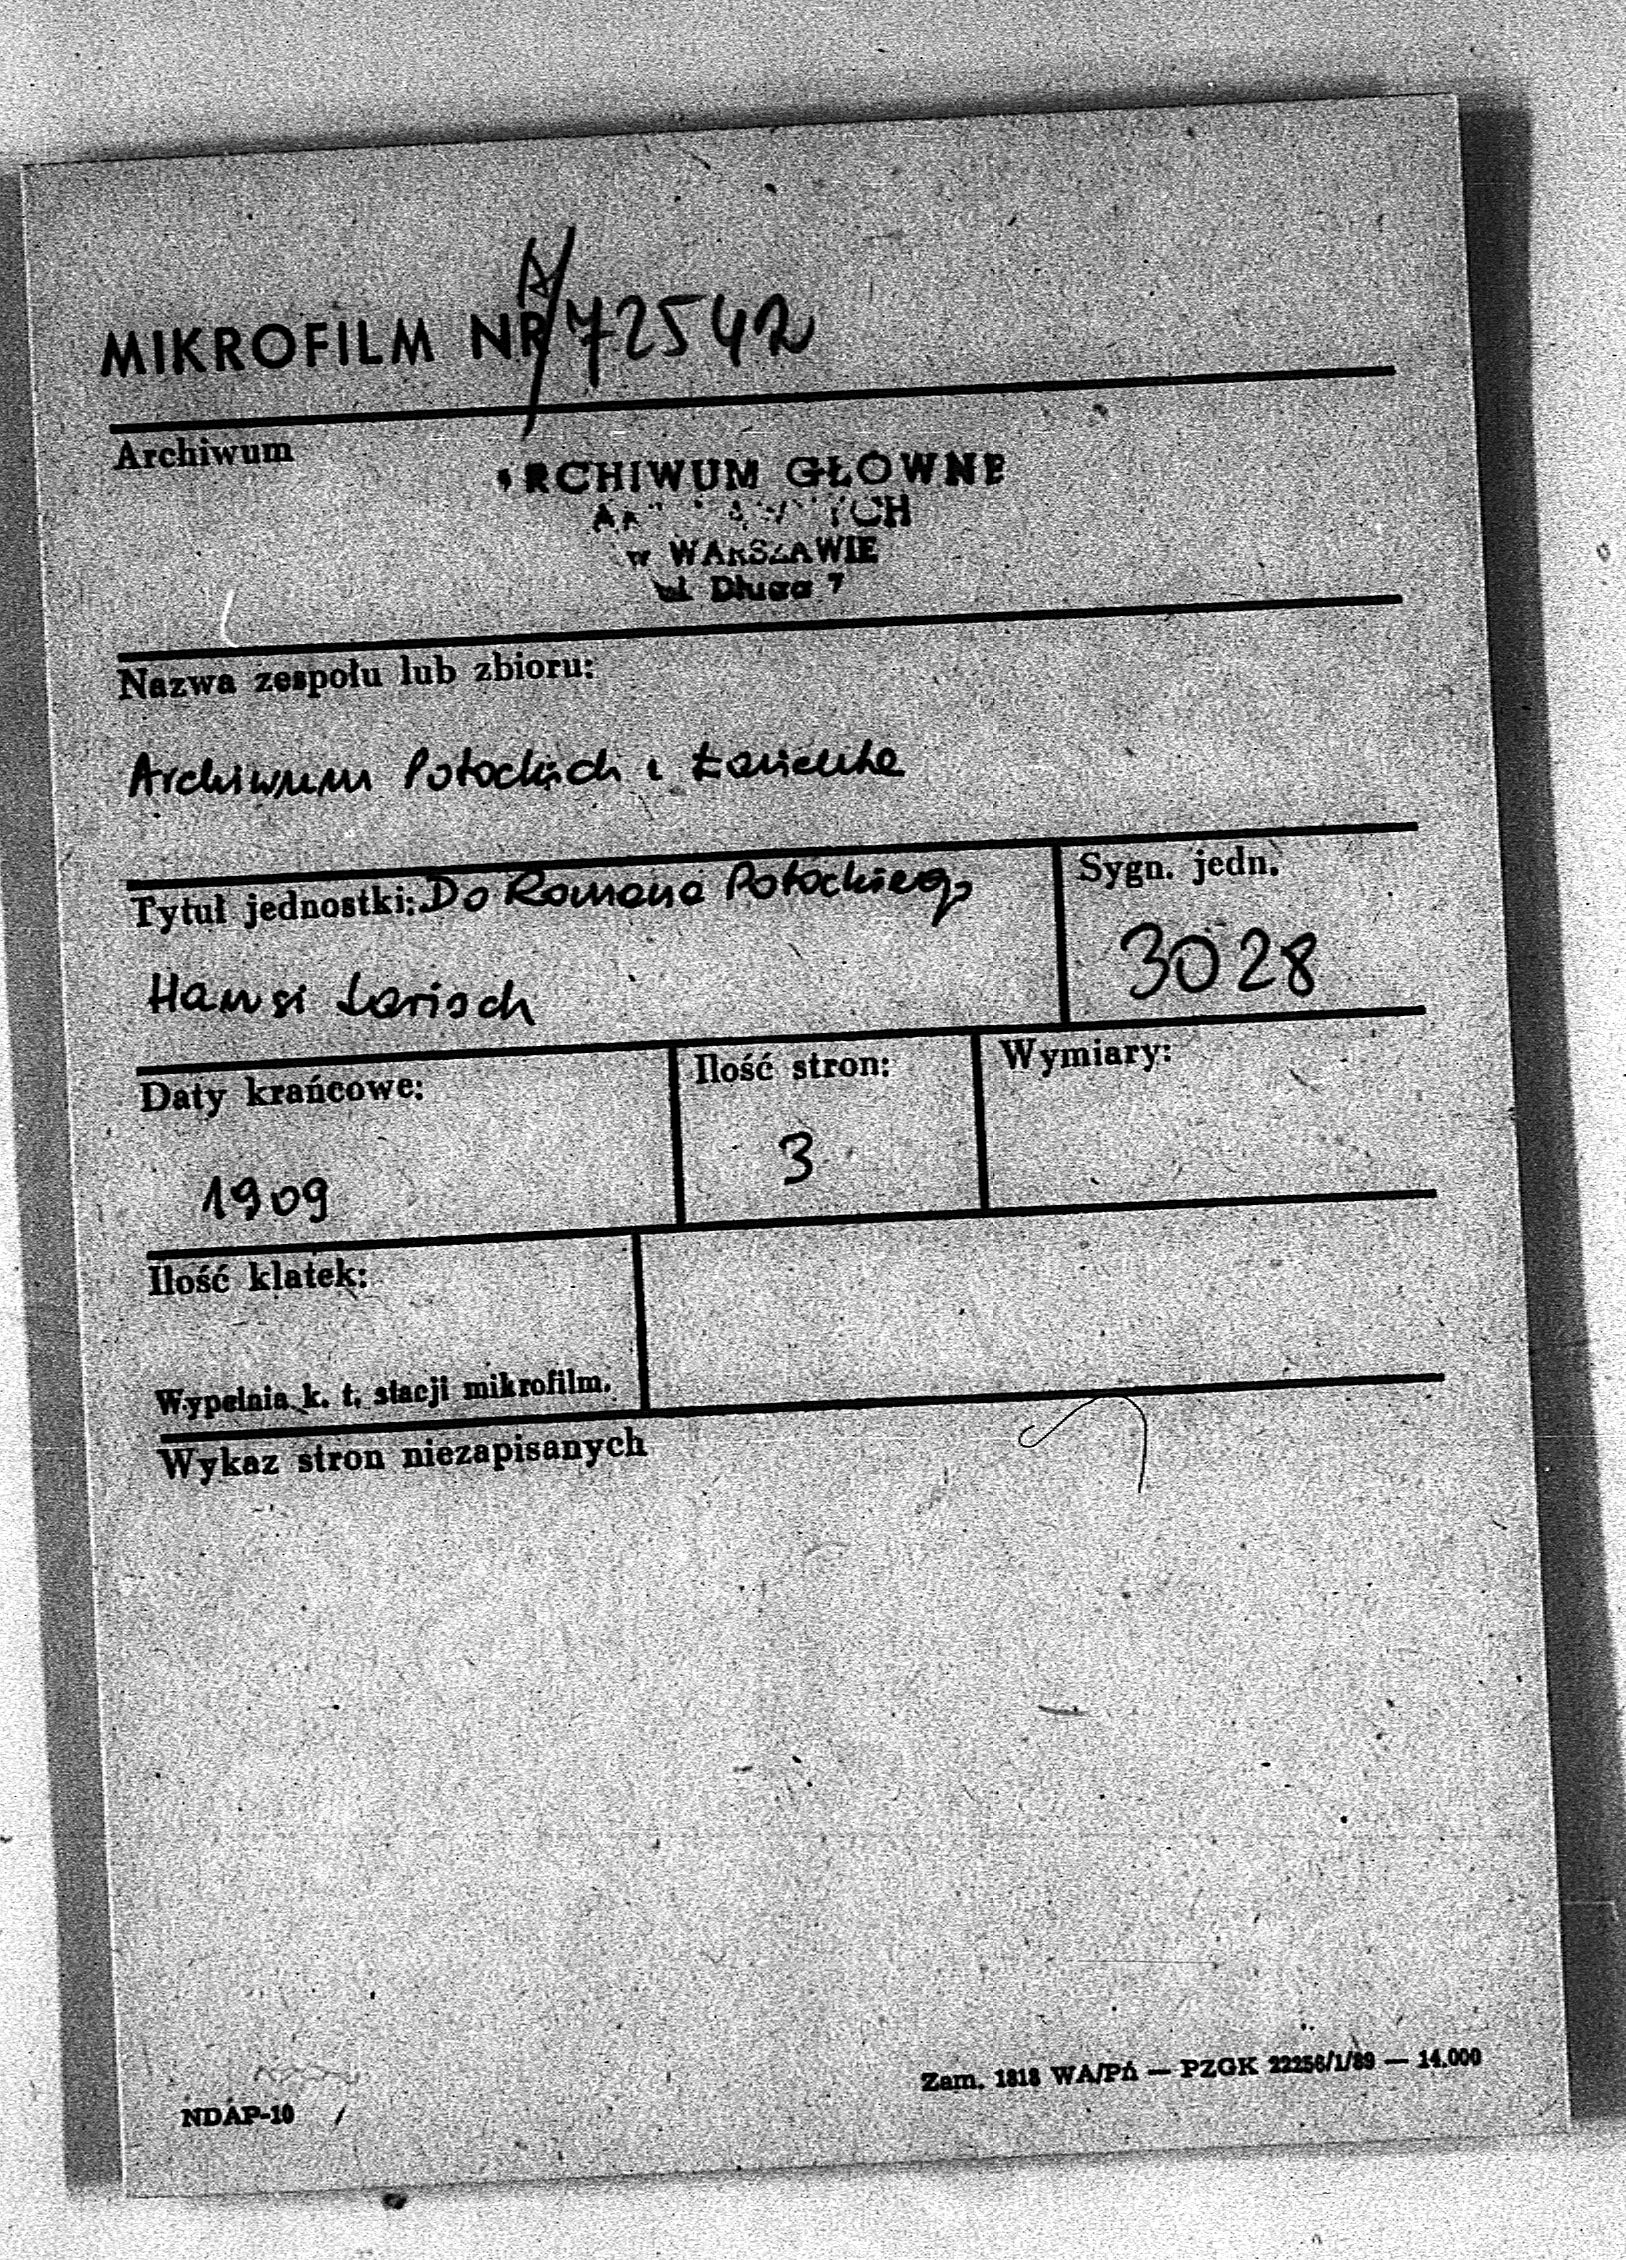 MIKROFILM NR A/72542
Archiwum
ARCHIWUM GŁÓWNE
w WARSZAWIE
ul. Długa 7
Nazwa zespołu lub zbioru:
Archiwum Potockich z Łańcuta
Tytuł jednostki: Do Romana Potockiego
Hansi Larisch
Sygn. jedn.
3028
Daty krańcowe:
1909
Ilość stron:
3
Wymiary:
Ilość klatek:
Wypełnia k. t. stacji mikrofilm.
Wykaz stron niezapisanych
Zam. 1818 WA/Pń — PZGK 22256/1/89 — 14.000
NDAP-10